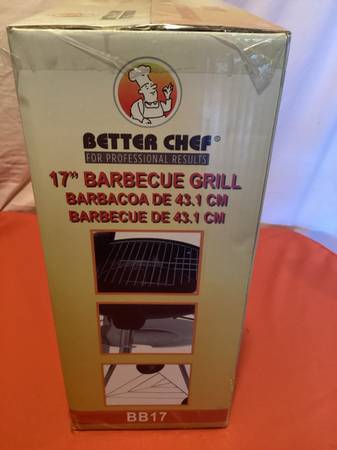 BETTER CHEF®
FOR PROFESSIONAL RESULTS
17" BARBECUE GRILL
BARBACOA DE 43.1 CM
BARBECUE DE 43.1 CM
BB17